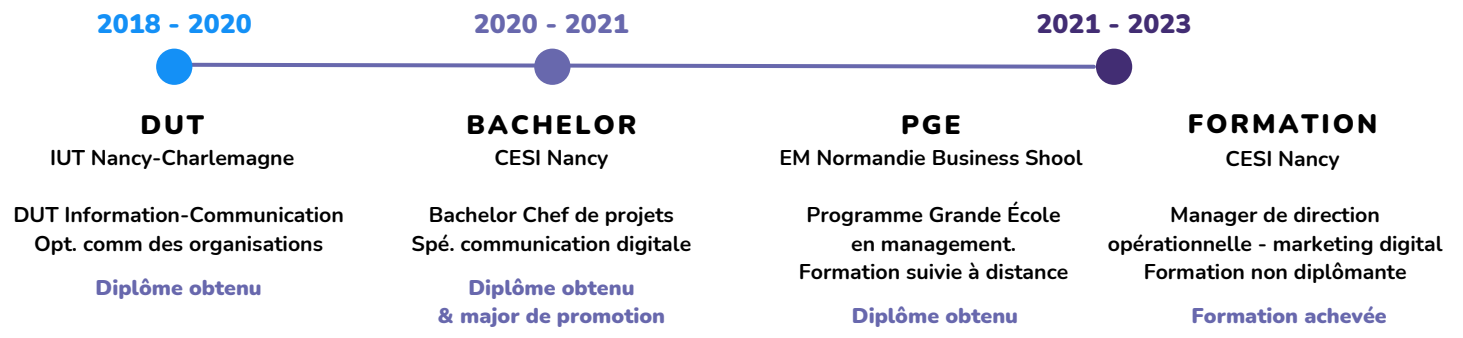 2018 - 2020
2020 - 2021
2021 - 2023
DUT
IUT Nancy-Charlemagne
DUT Information-Communication
Opt. comm des organisations
Diplôme obtenu
BACHELOR
CESI Nancy
Bachelor Chef de projets
Spé. communication digitale
Diplôme obtenu
& major de promotion
PGE
EM Normandie Business Shool
Programme Grande École
en management.
Formation suivie à distance
Diplôme obtenu
FORMATION
CESI Nancy
Manager de direction
opérationnelle - marketing digital
Formation non diplômante
Formation achevée